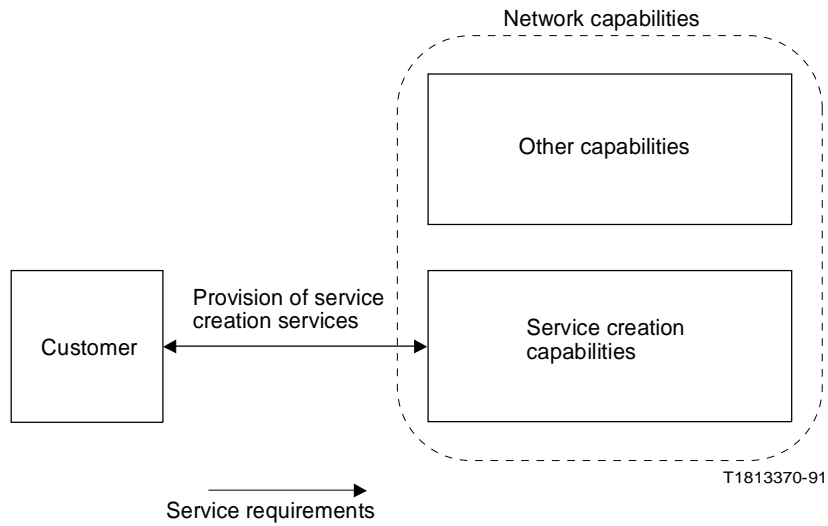 Network capabilities
Other capabilities
Provision of service
creation services
Customer
Service creation
capabilities
T1813370-91
Service requirements